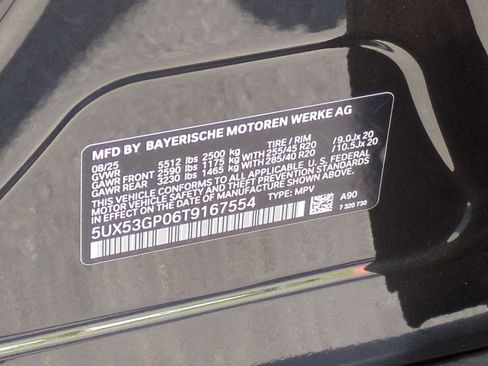 MFD BY BAYERISCHE MOTOREN WERKE AG
08/25 TIRE / RIM
GVWR 5512 lbs 2500 kg
GAWR FRONT 2590 lbs 1175 kg WITH 255/45 R20 / 9.0Jx 20
GAWR REAR 3230 lbs 1465 kg WITH 285/40 R20 / 10.5Jx 20
THIS VEHICLE CONFORMS TO ALL APPLICABLE U. S. FEDERAL
MOTOR VEHICLE SAFETY AND THEFT PREVENTION STANDARDS
IN EFFECT ON THE DATE OF MANUFACTURE SHOWN ABOVE.
5UX53GP06T9167554 TYPE: MPV A90
7 320 730